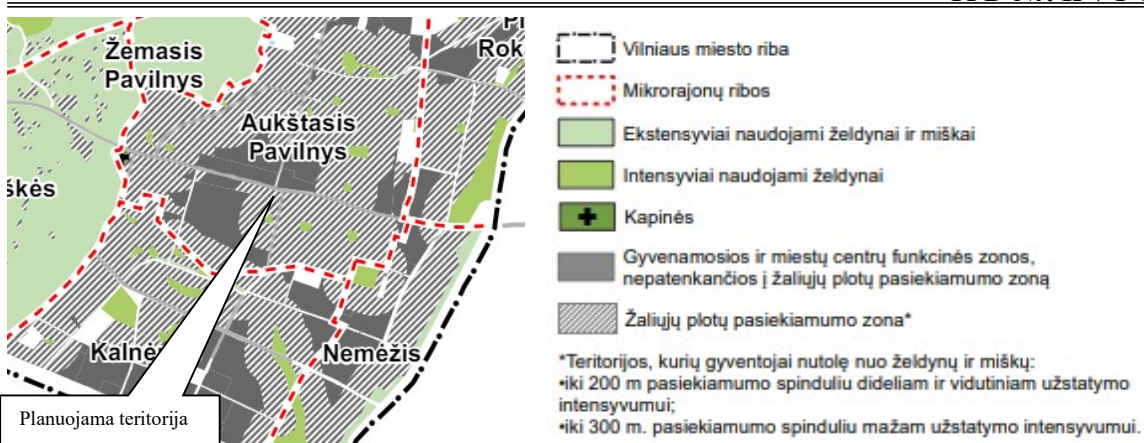 Žemasis
Pavilnys
Rok
Aukštasis
Pavilnys
škės
Kalnė
Nemėžis
Planuojama teritorija
Vilniaus miesto riba
Mikrorajonų ribos
Ekstensyviai naudojami želdynai ir miškai
Intensyviai naudojami želdynai
Kapinės
Gyvenamosios ir miestų centrų funkcinės zonos,
nepatenkančios į žaliųjų plotų pasiekiamumo zoną
Žaliųjų plotų pasiekiamumo zona*
*Teritorijos, kurių gyventojai nutolę nuo želdynų ir miškų:
•iki 200 m pasiekiamumo spinduliu dideliam ir vidutiniam užstatymo
intensyvumui;
•iki 300 m. pasiekiamumo spinduliu mažam užstatymo intensyvumui.